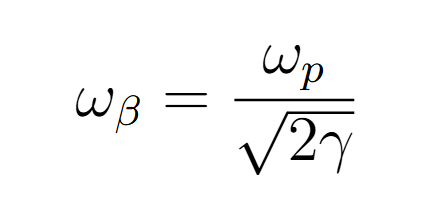 ω_β = ω_p / √(2γ)